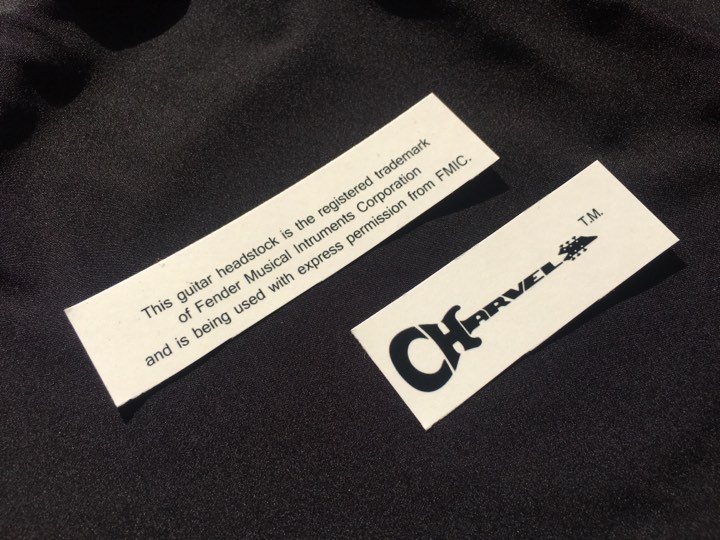 This guitar headstock is the registered trademark
of Fender Musical Intruments Corporation
and is being used with express permission from FMIC.
CHARVEL T.M.